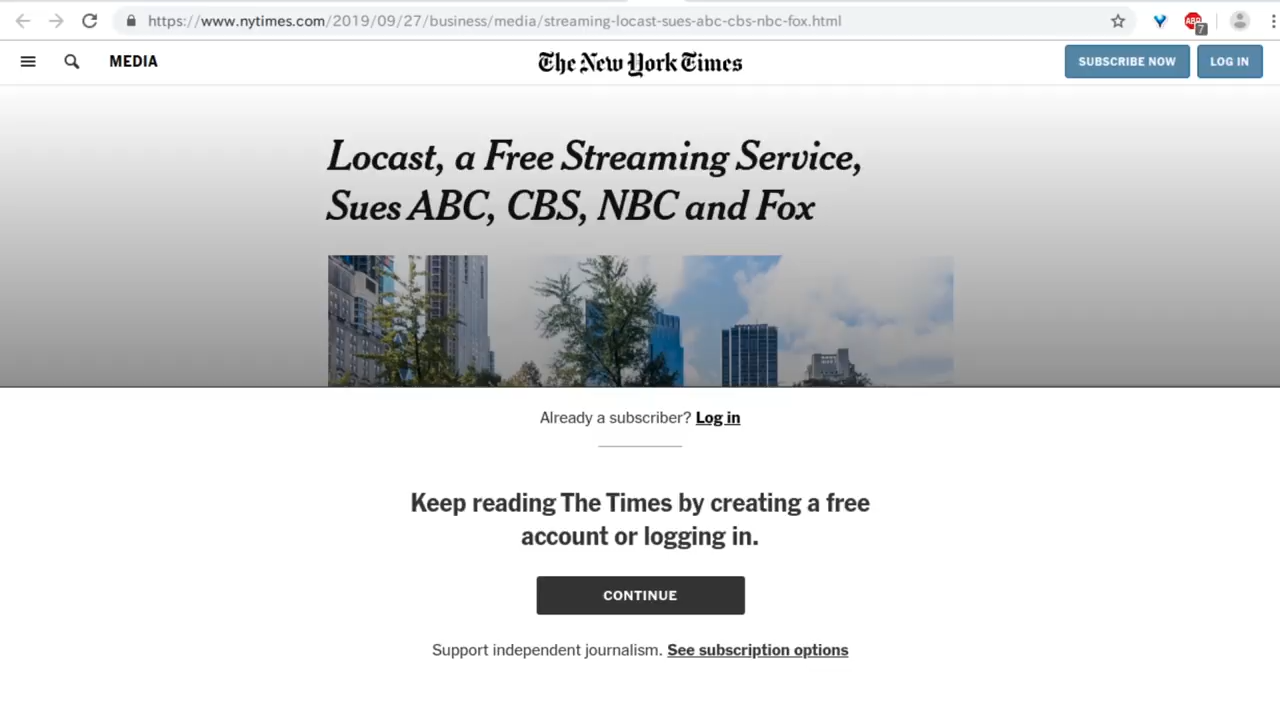 https://www.nytimes.com/2019/09/27/business/media/streaming-locast-sues-abc-cbs-nbc-fox.html
ABP
7
MEDIA
The New York Times
SUBSCRIBE NOW
LOG IN
Locast, a Free Streaming Service,
Sues ABC, CBS, NBC and Fox
Already a subscriber? Log in
Keep reading The Times by creating a free
account or logging in.
CONTINUE
Support independent journalism. See subscription options